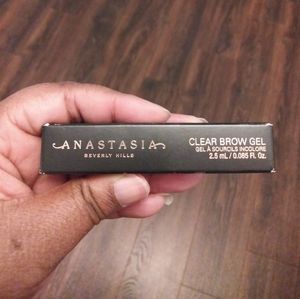 ANASTASIA
BEVERLY HILLS
CLEAR BROW GEL
GEL À SOURCILS INCOLORE
2.5 mL / 0.085 Fl. Oz.